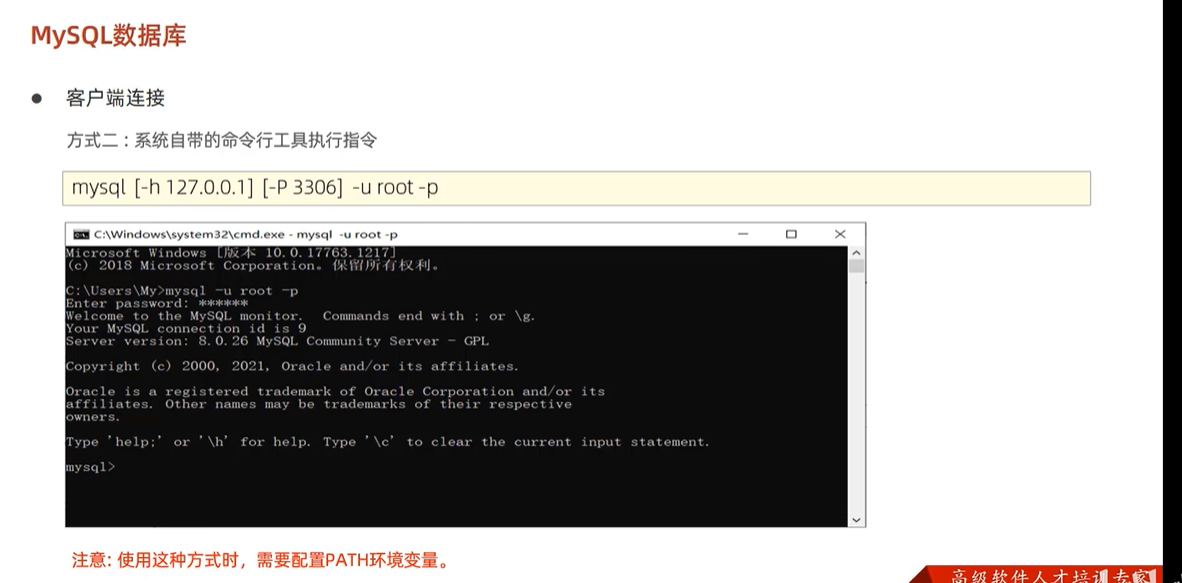 MySQL数据库
● 客户端连接
方式二 : 系统自带的命令行工具执行指令
mysql [-h 127.0.0.1] [-P 3306] -u root -p
C:\Windows\system32\cmd.exe - mysql -u root -p
Microsoft Windows [版本 10.0.17763.1217]
(c) 2018 Microsoft Corporation。保留所有权利。
C:\Users\My>mysql -u root -p
Enter password: ******
Welcome to the MySQL monitor.  Commands end with ; or \g.
Your MySQL connection id is 9
Server version: 8.0.26 MySQL Community Server - GPL
Copyright (c) 2000, 2021, Oracle and/or its affiliates.
Oracle is a registered trademark of Oracle Corporation and/or its
affiliates. Other names may be trademarks of their respective
owners.
Type 'help;' or '\h' for help. Type '\c' to clear the current input statement.
mysql>
注意: 使用这种方式时，需要配置PATH环境变量。
高级软件人才培训专家